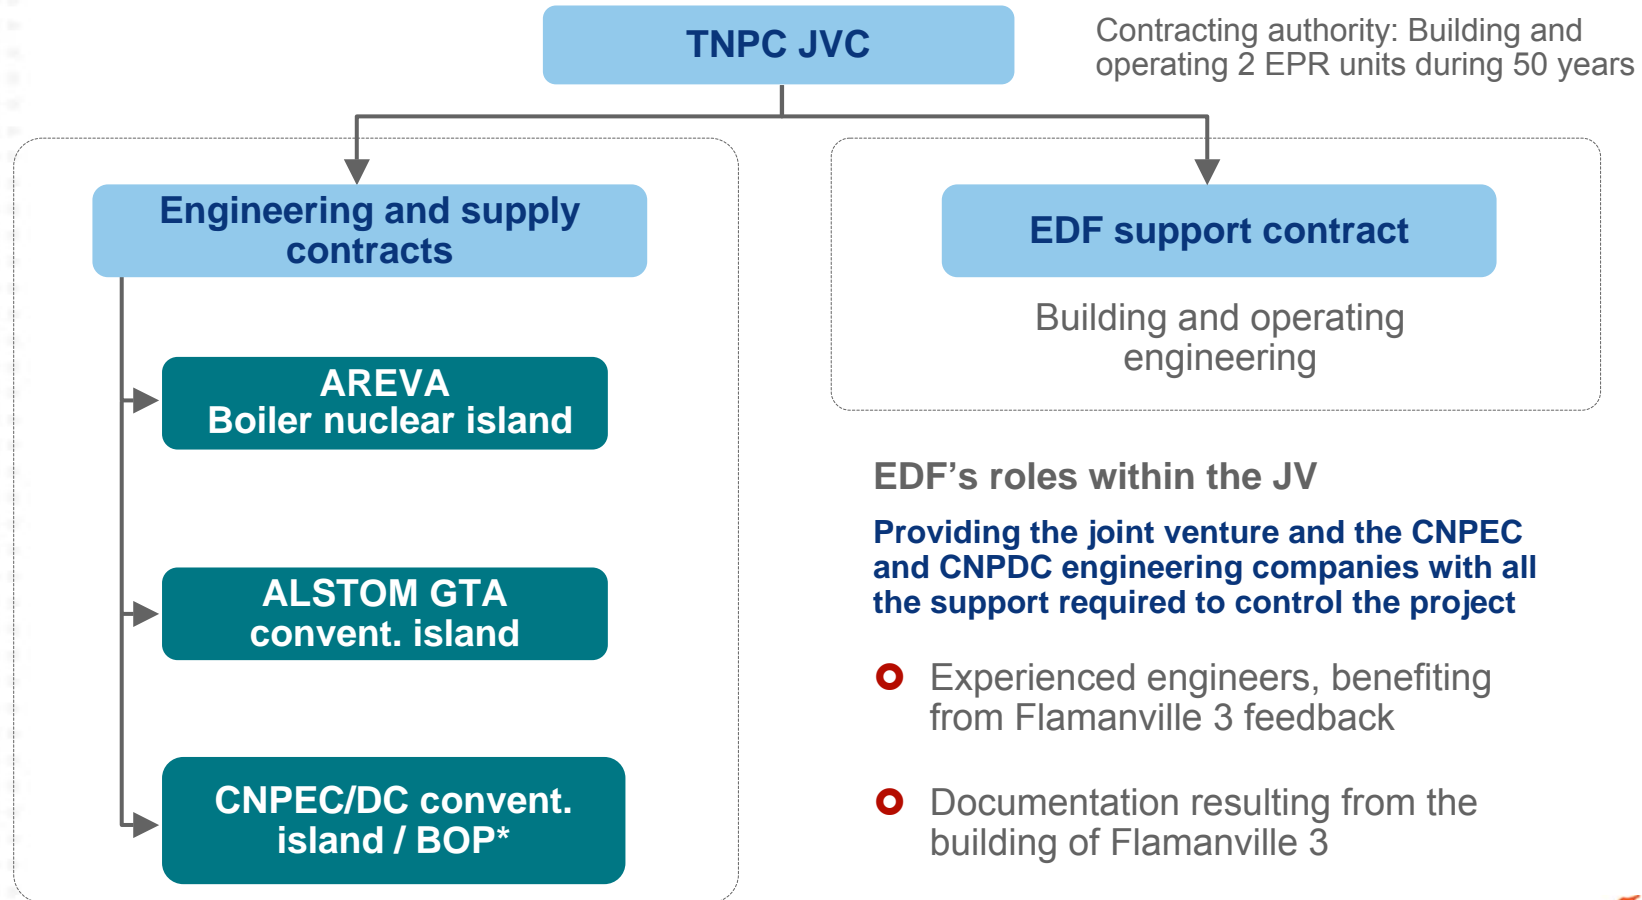 TNPC JVC
Contracting authority: Building and
operating 2 EPR units during 50 years
Engineering and supply
contracts
AREVA
Boiler nuclear island
ALSTOM GTA
convent. island
CNPEC/DC convent.
island / BOP*
EDF support contract
Building and operating
engineering
EDF’s roles within the JV
Providing the joint venture and the CNPEC
and CNPDC engineering companies with all
the support required to control the project
Experienced engineers, benefiting
from Flamanville 3 feedback
Documentation resulting from the
building of Flamanville 3